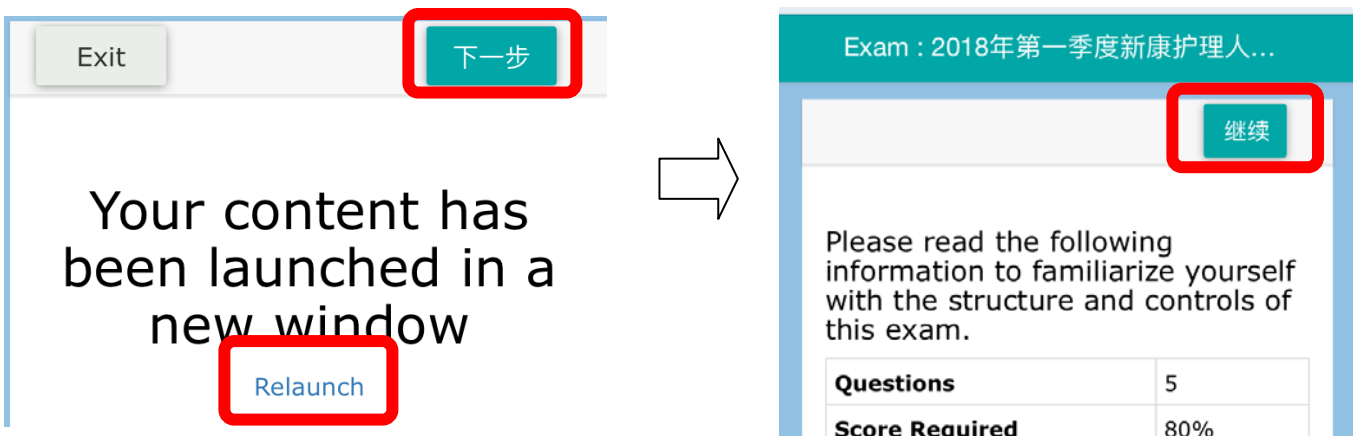 Exit
下一步
Your content has
been launched in a
new window
Relaunch
Exam : 2018年第一季度新康护理人...
继续
Please read the following
information to familiarize yourself
with the structure and controls of
this exam.
Questions 5
Score Required 80%